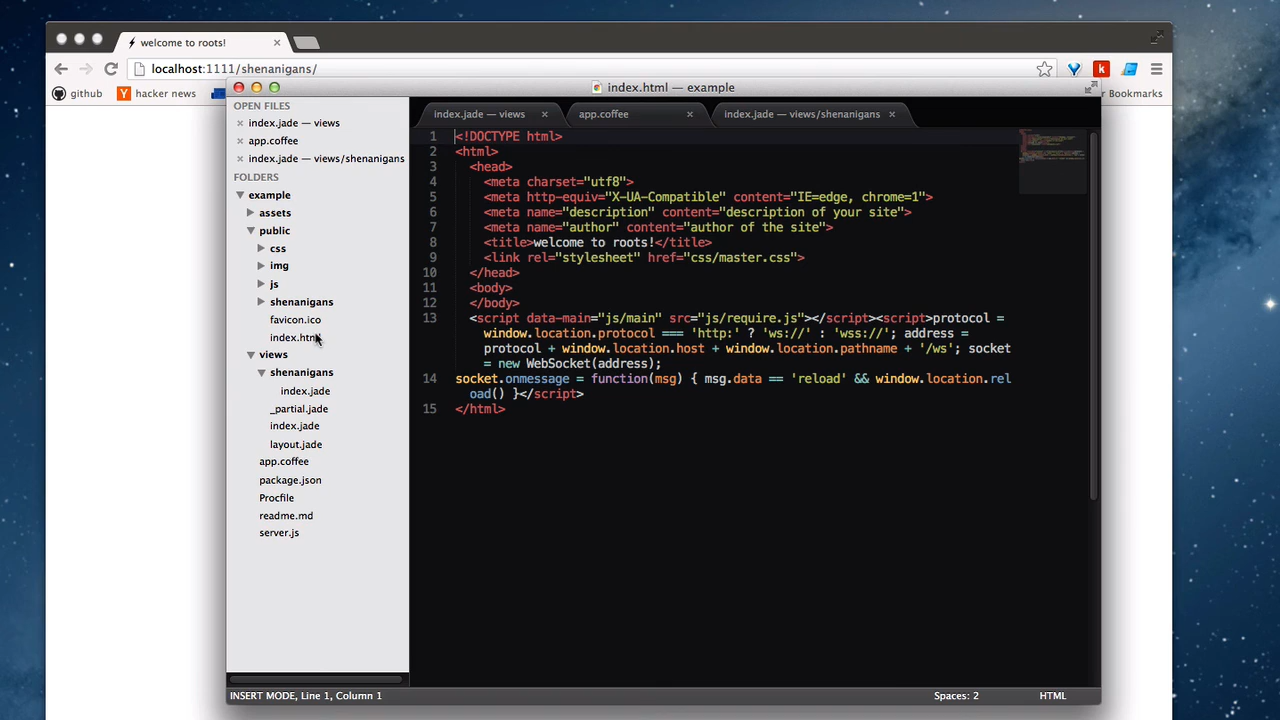 welcome to roots!
localhost:1111/shenanigans/
github
hacker news
r Bookmarks
index.html — example
OPEN FILES
index.jade — views
app.coffee
index.jade — views/shenanigans
FOLDERS
example
assets
public
css
img
js
shenanigans
favicon.ico
index.html
views
shenanigans
index.jade
_partial.jade
index.jade
layout.jade
app.coffee
package.json
Procfile
readme.md
server.js
index.jade — views
app.coffee
index.jade — views/shenanigans
1 <!DOCTYPE html>
2 <html>
3 <head>
4 <meta charset="utf8">
5 <meta http-equiv="X-UA-Compatible" content="IE=edge, chrome=1">
6 <meta name="description" content="description of your site">
7 <meta name="author" content="author of the site">
8 <title>welcome to roots!</title>
9 <link rel="stylesheet" href="css/master.css">
10 </head>
11 <body>
12 </body>
13 <script data-main="js/main" src="js/require.js"></script><script>protocol =
window.location.protocol === 'http:' ? 'ws://' : 'wss://'; address =
protocol + window.location.host + window.location.pathname + '/ws'; socket
= new WebSocket(address);
14 socket.onmessage = function(msg) { msg.data == 'reload' && window.location.rel
oad() }</script>
15 </html>
INSERT MODE, Line 1, Column 1
Spaces: 2
HTML